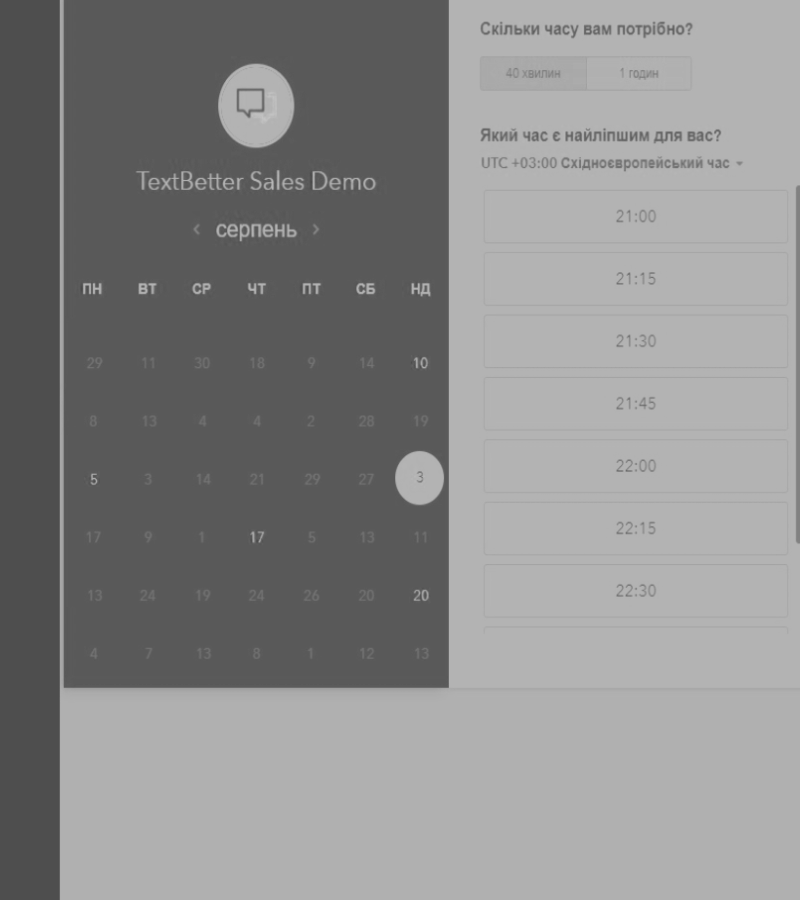 TextBetter Sales Demo
серпень
ПН ВТ СР ЧТ ПТ СБ НД
29 11 30 18 9 14 10
8 13 4 4 2 28 19
5 3 14 21 29 27 3
17 9 1 17 5 13 11
13 24 19 24 26 20 20
4 7 13 8 1 12 13
Скільки часу вам потрібно?
40 хвилин 1 годин
Який час є найліпшим для вас?
UTC +03:00 Східноєвропейський час
21:00
21:15
21:30
21:45
22:00
22:15
22:30